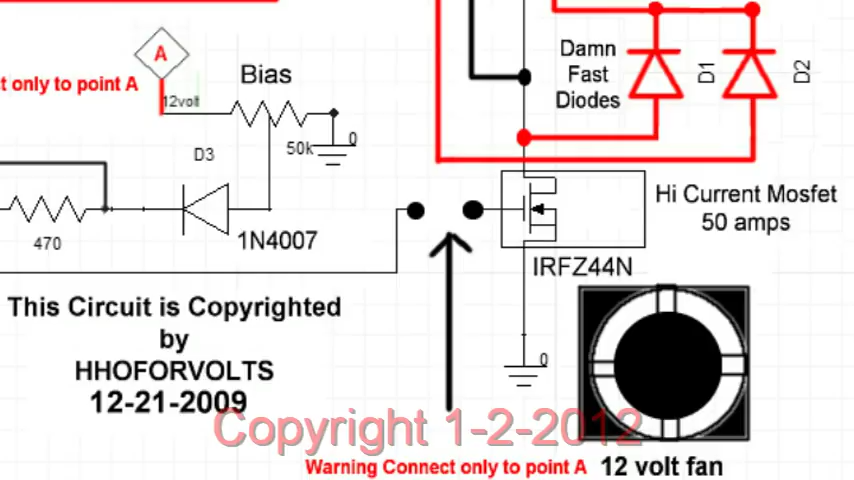 A
Bias
Damn
Fast
Diodes
D1
D2
t only to point A
12volt
D3
50k
0
Hi Current Mosfet
50 amps
470
1N4007
IRFZ44N
This Circuit is Copyrighted
by
HHOFORVOLTS
12-21-2009
0
Copyright 1-2-2012
Warning Connect only to point A
12 volt fan